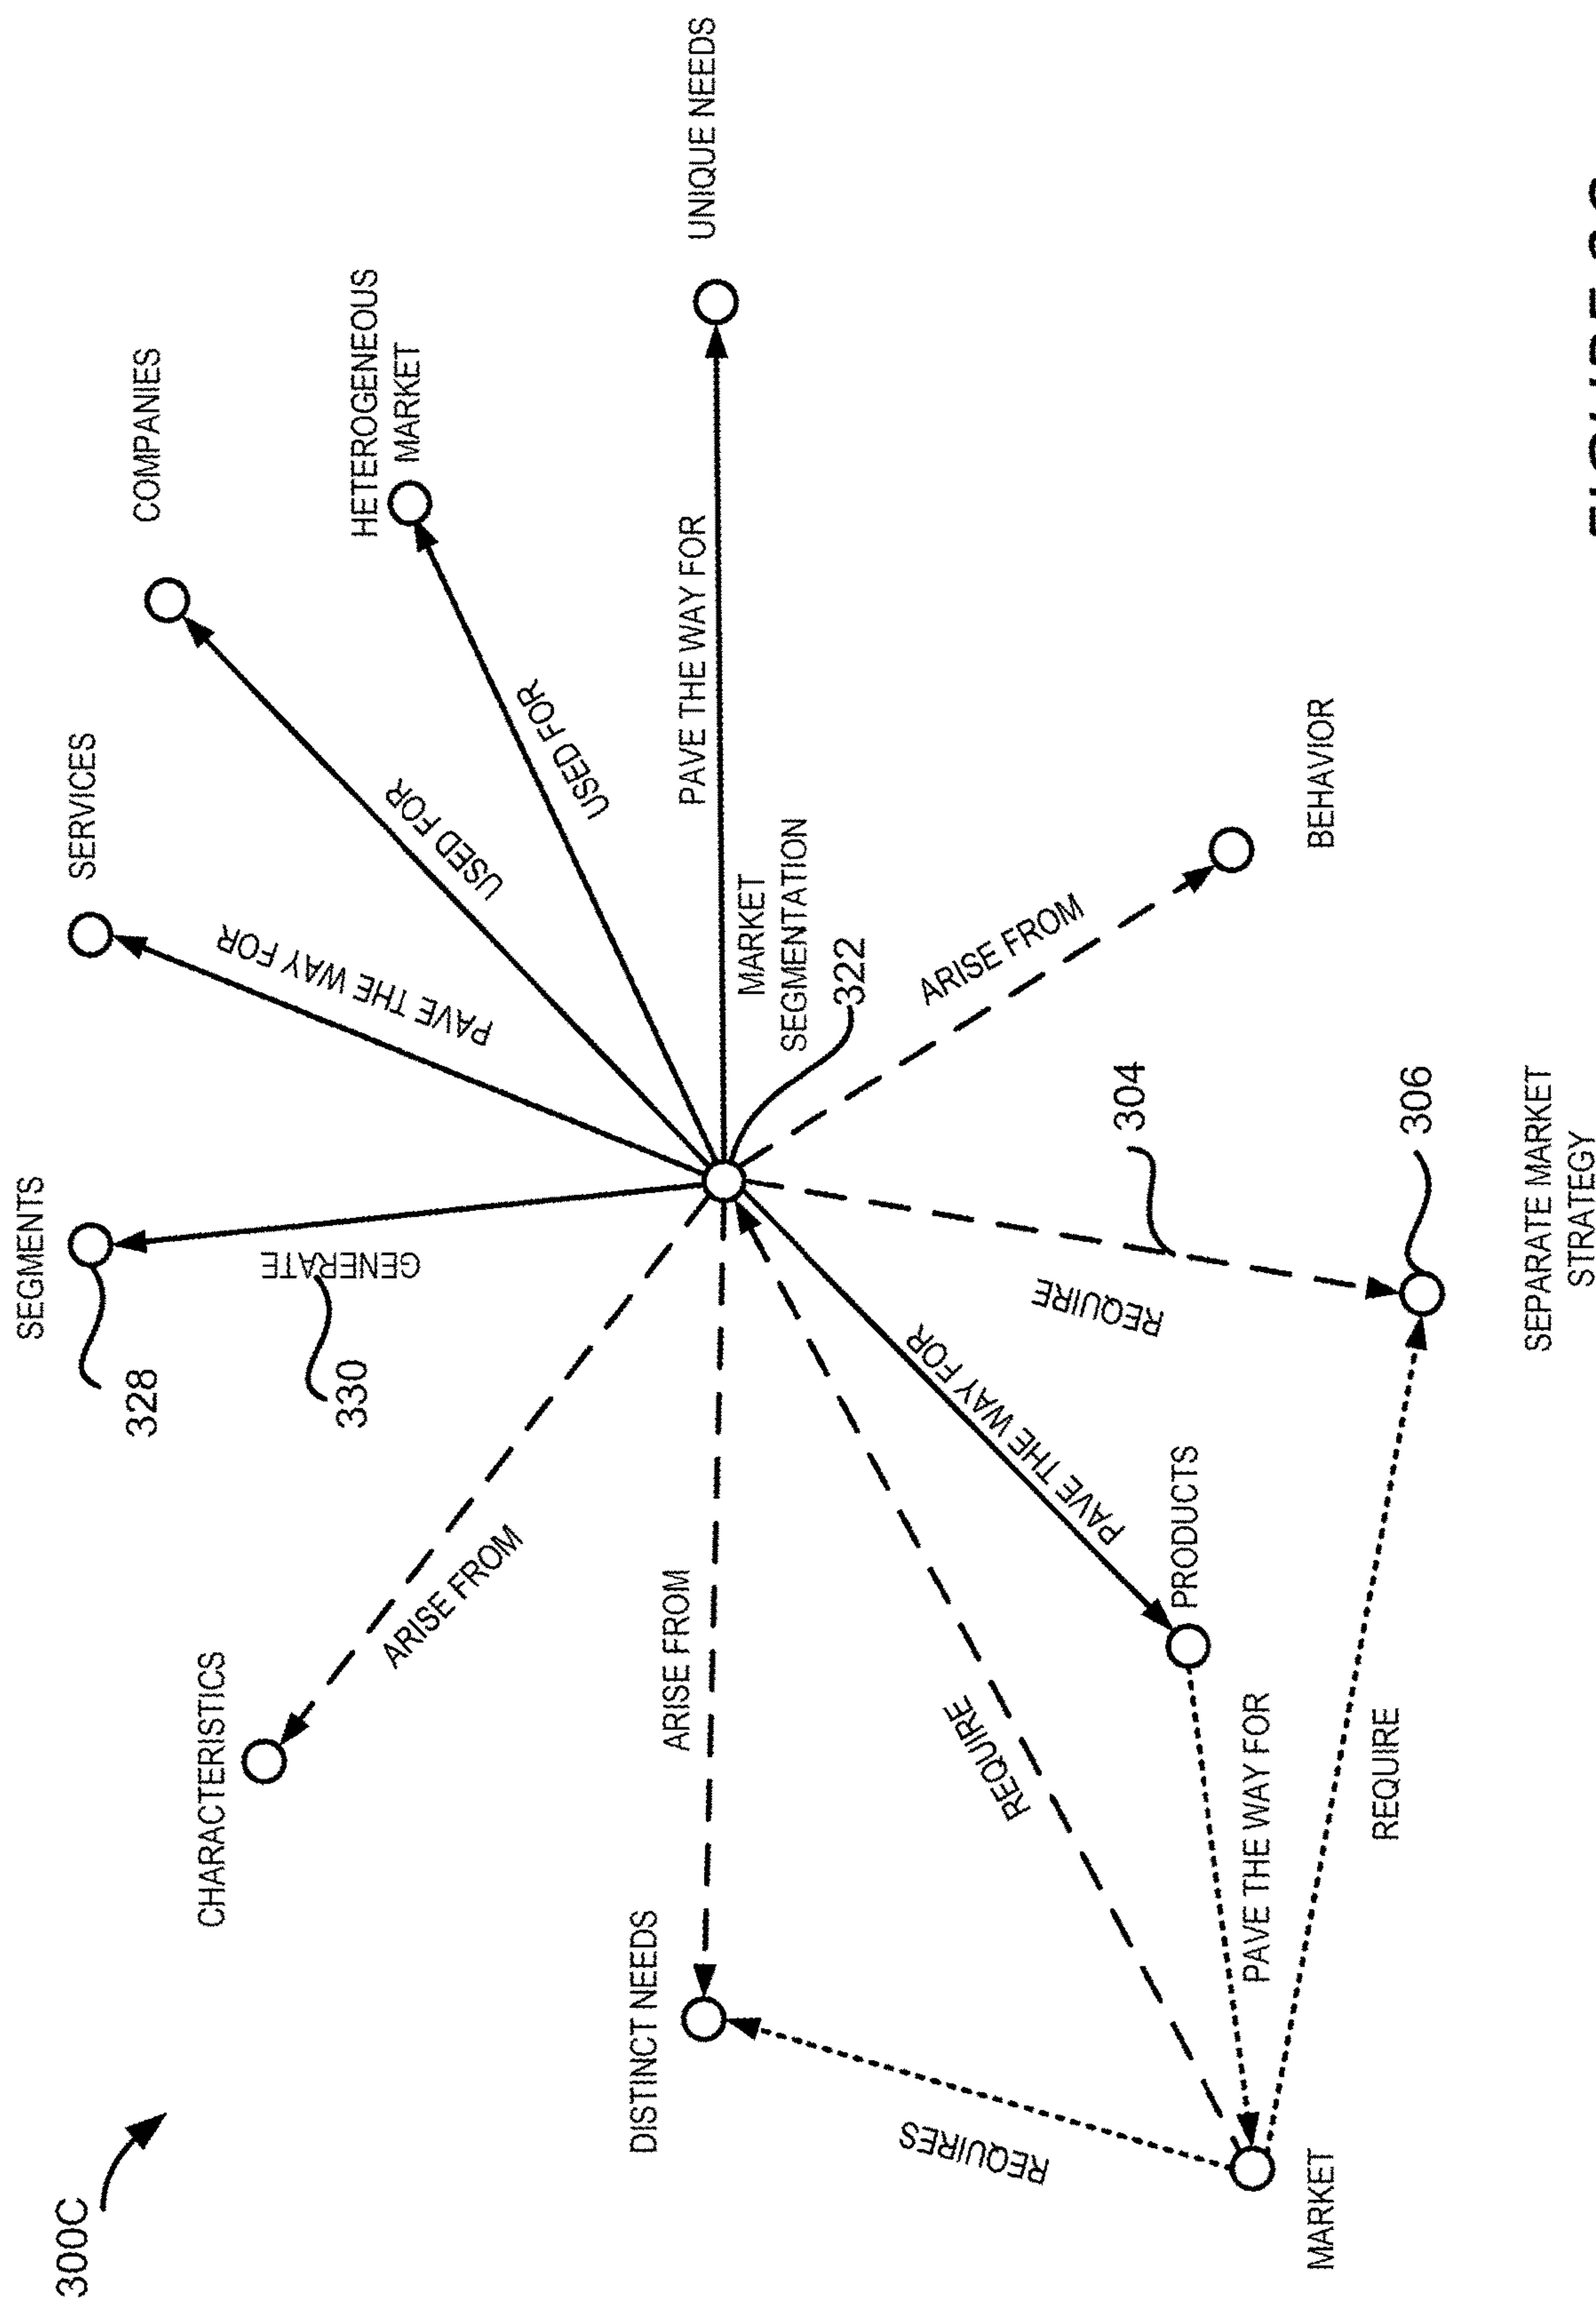 300C
SEGMENTS
SERVICES
COMPANIES
328
CHARACTERISTICS
GENERATE
330
PAVE THE WAY FOR
HETEROGENEOUS
MARKET
USED FOR
USED FOR
ARISE FROM
DISTINCT NEEDS
ARISE FROM
PAVE THE WAY FOR
UNIQUE NEEDS
MARKET
SEGMENTATION
322
REQUIRES
REQUIRE
PAVE THE WAY FOR
REQUIRE
304
ARISE FROM
PRODUCTS
PAVE THE WAY FOR
MARKET
BEHAVIOR
REQUIRE
306
SEPARATE MARKET
STRATEGY
FIGURE